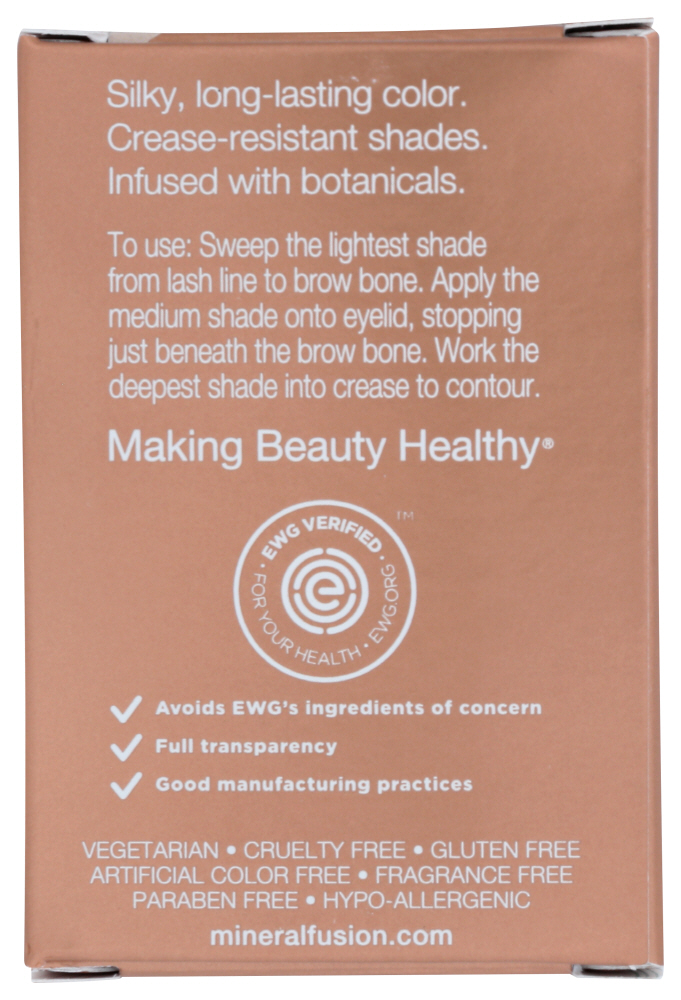 Silky, long-lasting color.
Crease-resistant shades.
Infused with botanicals.
To use: Sweep the lightest shade
from lash line to brow bone. Apply the
medium shade onto eyelid, stopping
just beneath the brow bone. Work the
deepest shade into crease to contour.
Making Beauty Healthy®
EWG VERIFIED ™
• FOR YOUR HEALTH • EWG.ORG •
e
Avoids EWG's ingredients of concern
Full transparency
Good manufacturing practices
VEGETARIAN • CRUELTY FREE • GLUTEN FREE
ARTIFICIAL COLOR FREE • FRAGRANCE FREE
PARABEN FREE • HYPO-ALLERGENIC
mineralfusion.com